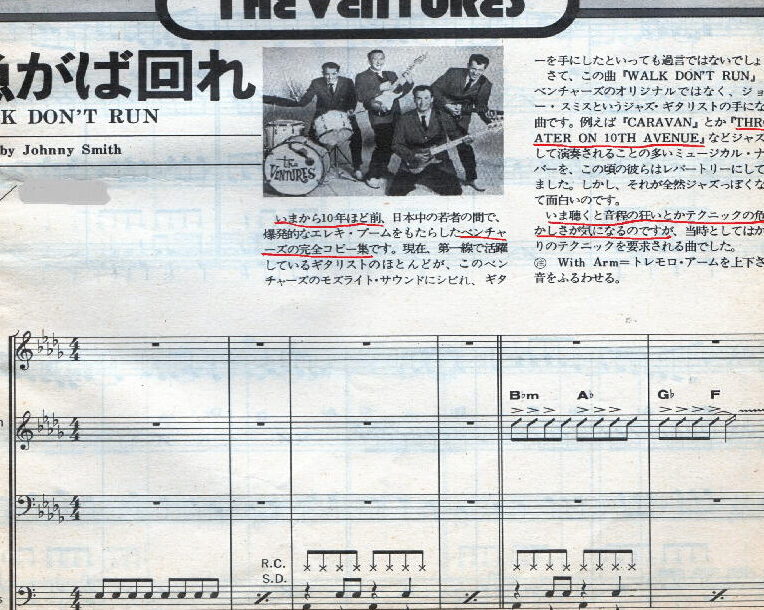 THE VENTURES
急がば回れ
LK DON'T RUN
by Johnny Smith
the VENTURES
いまから10年ほど前、日本中の若者の間で、
爆発的なエレキ・ブームをもたらしたベンチャ
ーズの完全コピー集です。現在、第一線で活躍
しているギタリストのほとんどが、このベン
チャーズのモズライト・サウンドにシビれ、ギタ
ーを手にしたといっても過言ではないでしょ
さて、この曲『WALK DON'T RUN』
ベンチャーズのオリジナルではなく、ジョ
ー・スミスというジャズ・ギタリストの手にな
曲です。例えば『CARAVAN』とか『THRO
ATER ON 10TH AVENUE』などジャズ
して演奏されることの多いミュージカル・ナ
バーを、この頃の彼らはレパートリーにして
ました。しかし、それが全然ジャズっぽくな
て面白いのです。
いま聴くと音程の狂いとかテクニックの危
かしさが気になるのですが、当時としてはか
りのテクニックを要求される曲でした。
㊟ With Arm=トレモロ・アームを上下さ
音をふるわせる。
B♭m A♭ G♭ F
R.C.
S.D.